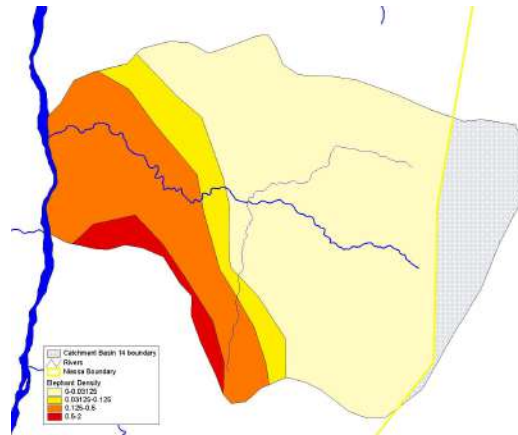 Catchment Basin 14 boundary
Rivers
Niassa Boundary
Elephant Density
0-0.03125
0.03125-0.125
0.125-0.5
0.5-2